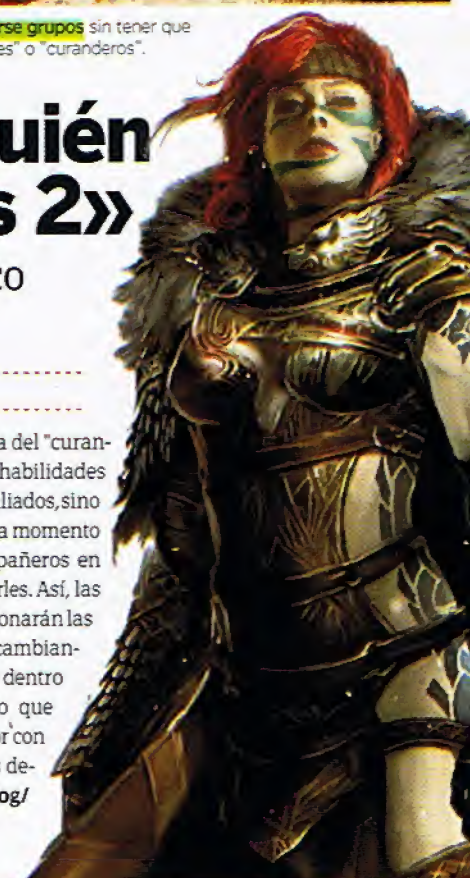 rse grupos sin tener que
es" o "curanderos".
uién
s 2»
zo
a del "curan-
habilidades
liados, sino
a momento
pañeros en
rles. Así, las
onarán las
cambian-
dentro
o que
or con
de-
og/